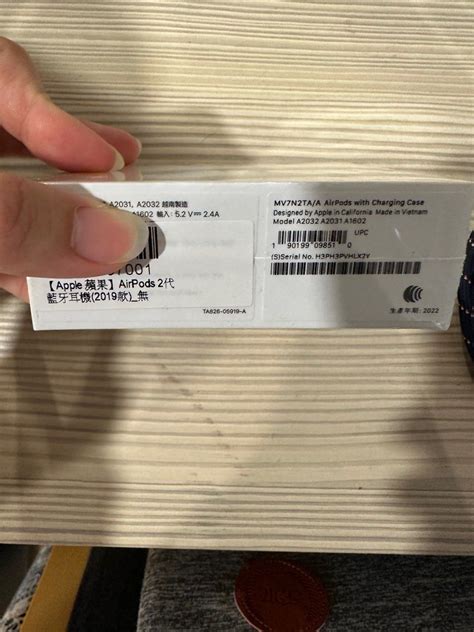 A2031, A2032 越南製造
A1602 輸入: 5.2 V⎓ 2.4A
7001
【Apple 蘋果】AirPods 2代
藍牙耳機(2019款)_無
TA826-05919-A
MV7N2TA/A AirPods with Charging Case
Designed by Apple in California Made in Vietnam
Model A2032 A2031 A1602
UPC
1 90199 09851 0
(S)Serial No. H3PH3PVHLX2Y
生產年期: 2022